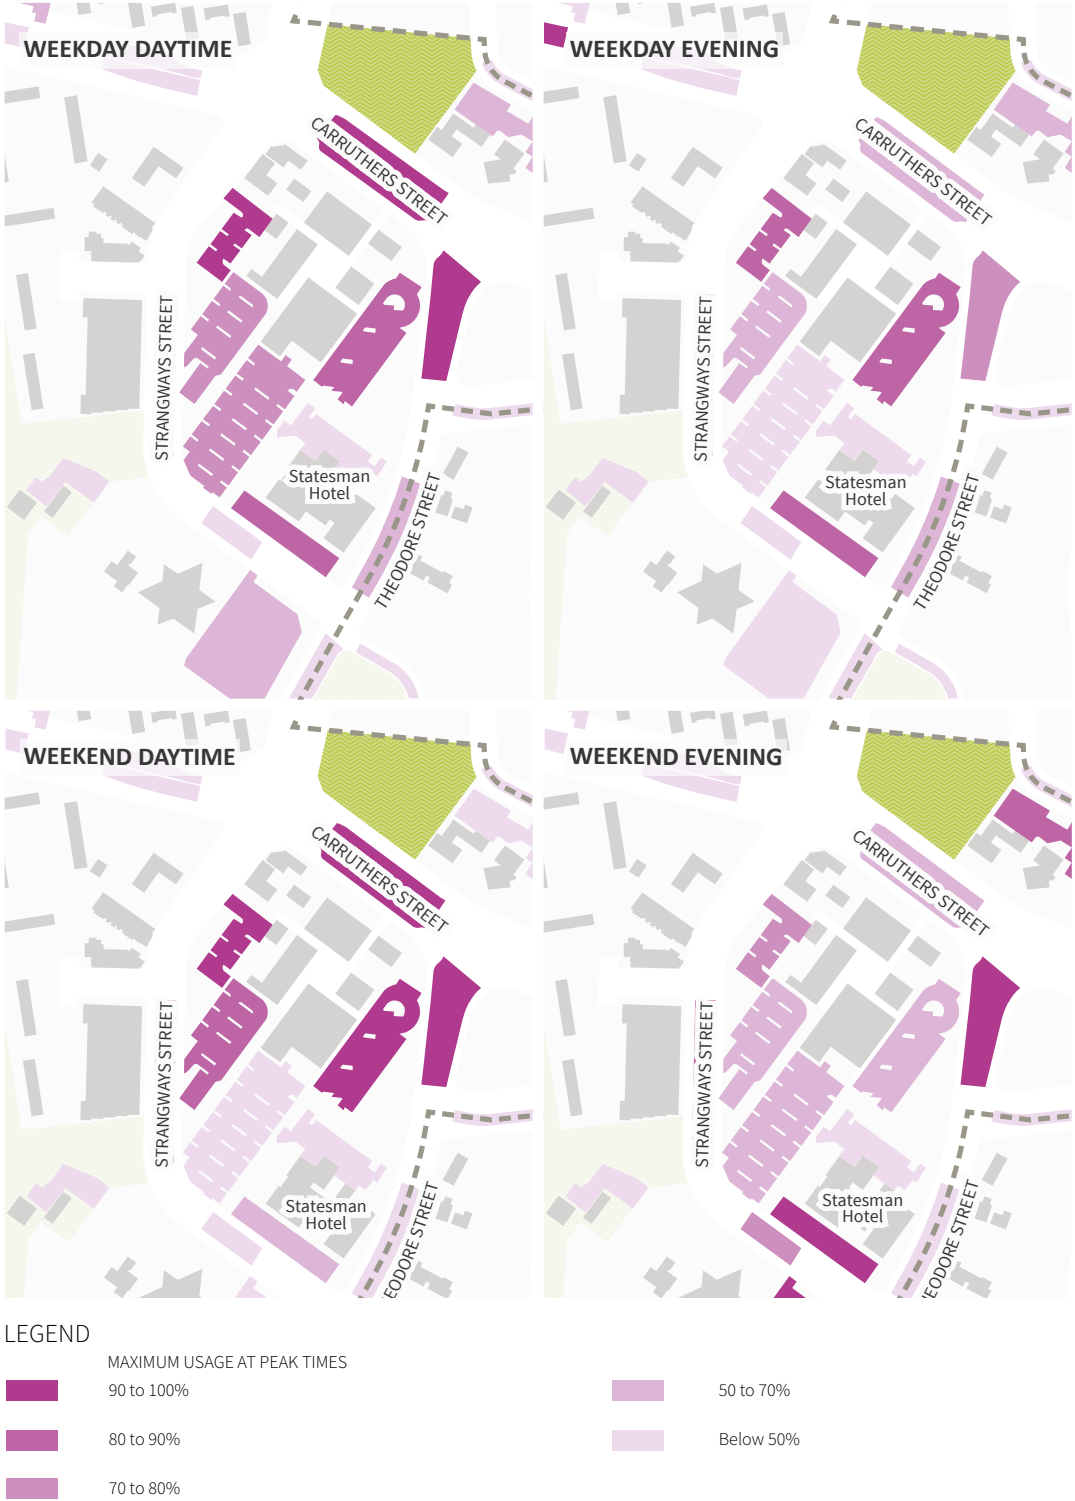 WEEKDAY DAYTIME
CARRUTHERS STREET
STRANGWAYS STREET
Statesman
Hotel
THEODORE STREET
WEEKDAY EVENING
CARRUTHERS STREET
STRANGWAYS STREET
Statesman
Hotel
THEODORE STREET
WEEKEND DAYTIME
CARRUTHERS STREET
STRANGWAYS STREET
Statesman
Hotel
EODORE STREET
WEEKEND EVENING
CARRUTHERS STREET
STRANGWAYS STREET
Statesman
Hotel
EODORE STREET
LEGEND
MAXIMUM USAGE AT PEAK TIMES
90 to 100%
80 to 90%
70 to 80%
50 to 70%
Below 50%